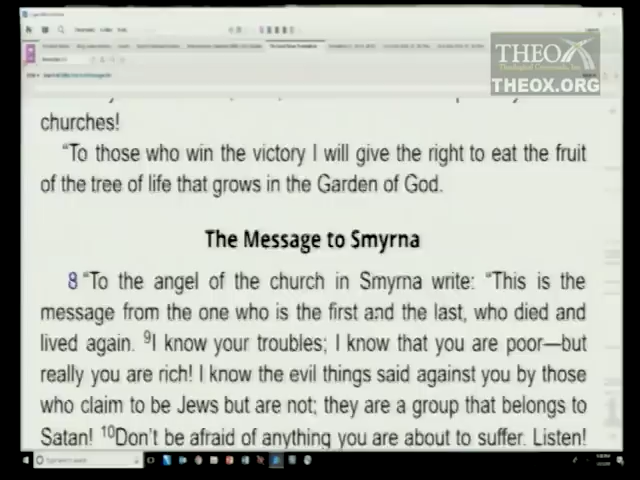 THEOX
THEOX.ORG
churches!
“To those who win the victory I will give the right to eat the fruit
of the tree of life that grows in the Garden of God.
The Message to Smyrna
8 “To the angel of the church in Smyrna write: “This is the
message from the one who is the first and the last, who died and
lived again. 9I know your troubles; I know that you are poor—but
really you are rich! I know the evil things said against you by those
who claim to be Jews but are not; they are a group that belongs to
Satan! 10Don’t be afraid of anything you are about to suffer. Listen!